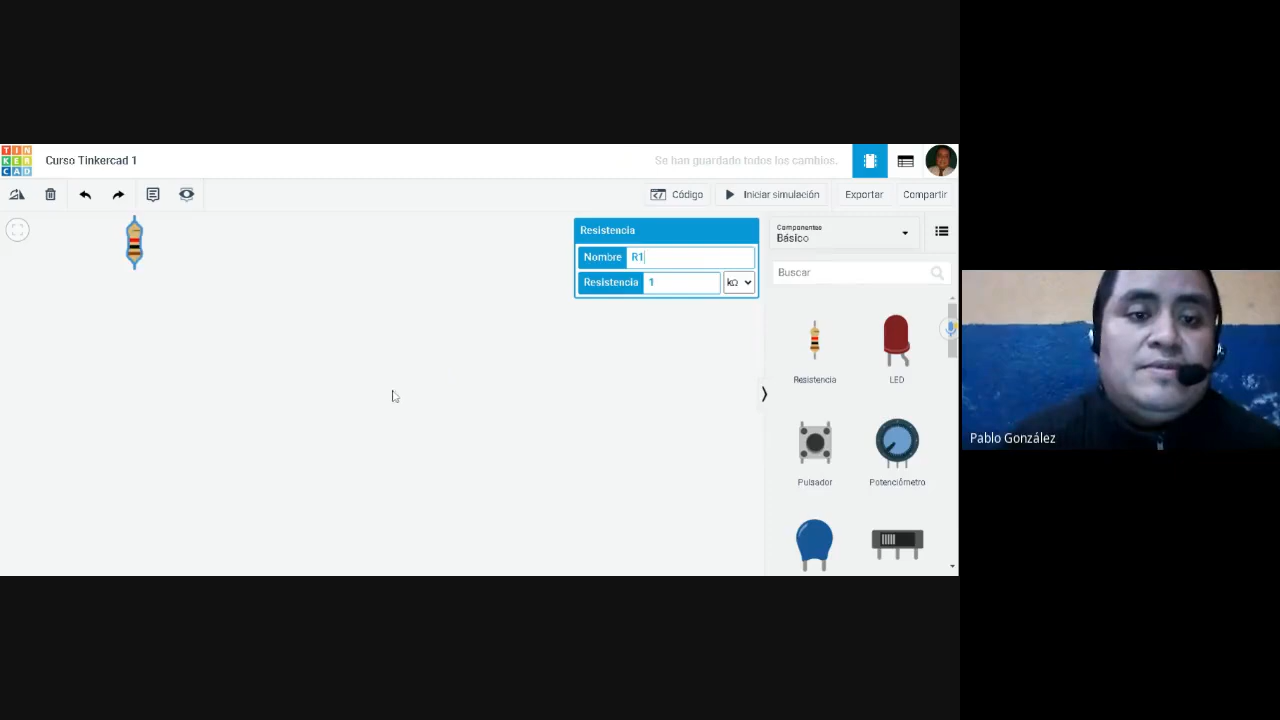 TIN
KER
CAD
Curso Tinkercad 1
Se han guardado todos los cambios.
Código
Iniciar simulación
Exportar
Compartir
Resistencia
Nombre R1
Resistencia 1 kΩ
Componentes
Básico
Buscar
Resistencia
LED
Pulsador
Potenciómetro
Pablo González